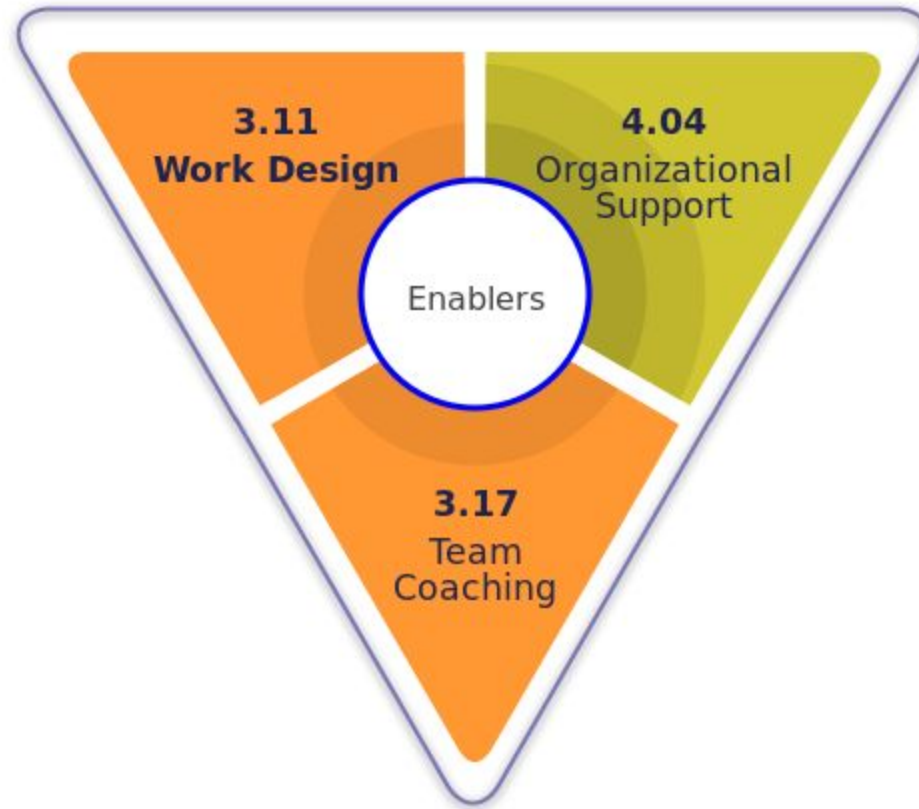 3.11
Work Design
4.04
Organizational
Support
Enablers
3.17
Team
Coaching